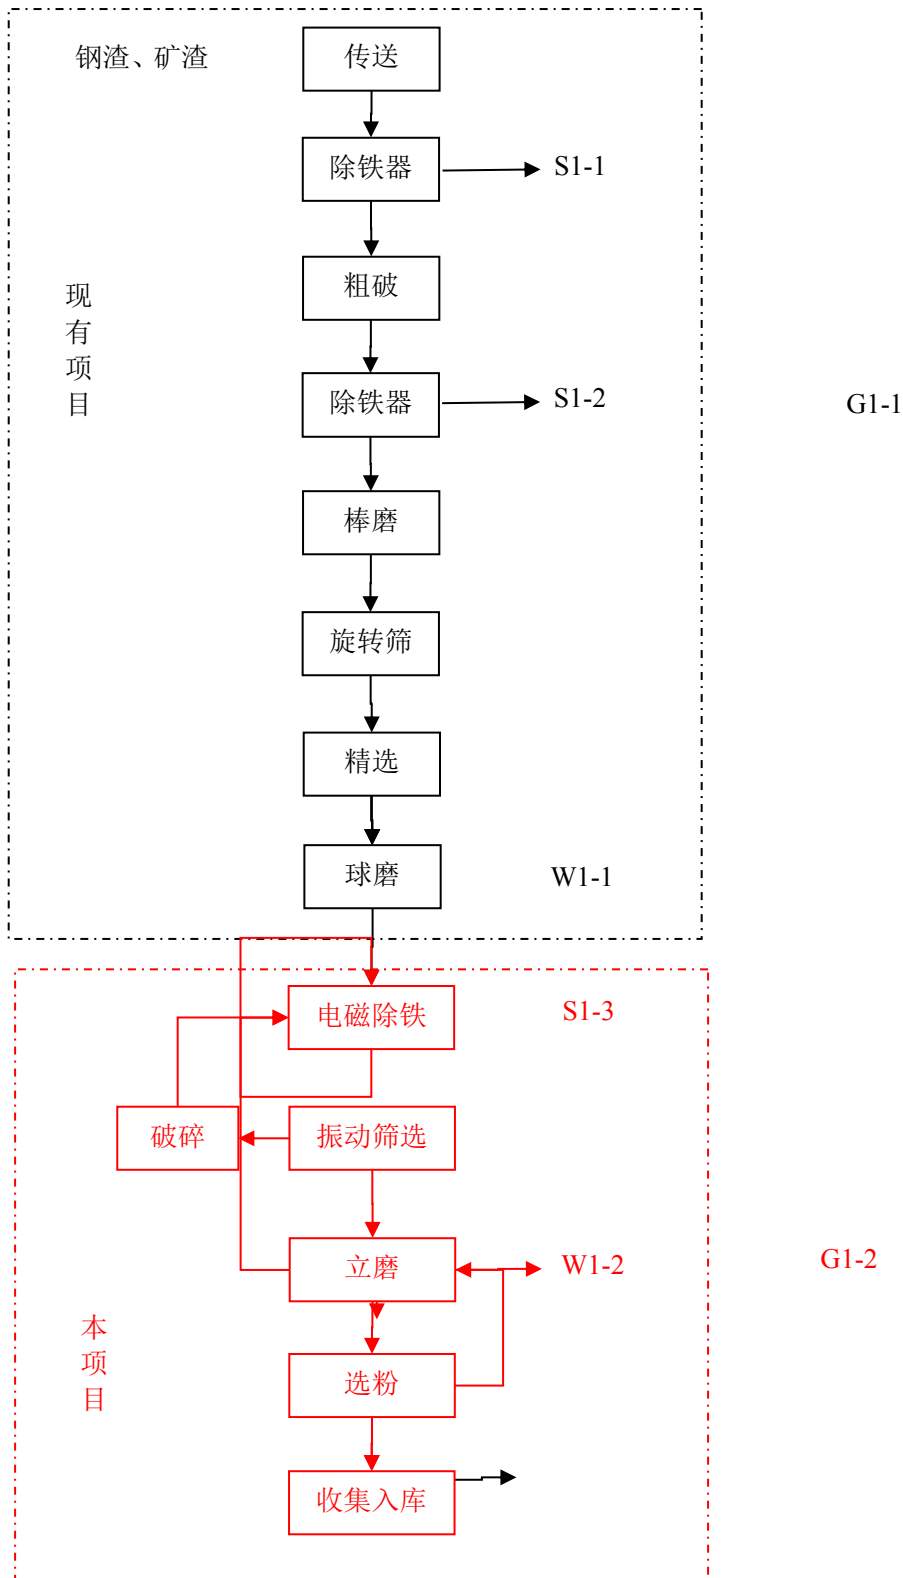 钢渣、矿渣
传送
除铁器
S1-1
粗破
现有项目
除铁器
S1-2
G1-1
棒磨
旋转筛
精选
球磨
W1-1
电磁除铁
S1-3
破碎
振动筛选
立磨
W1-2
G1-2
本项目
选粉
收集入库